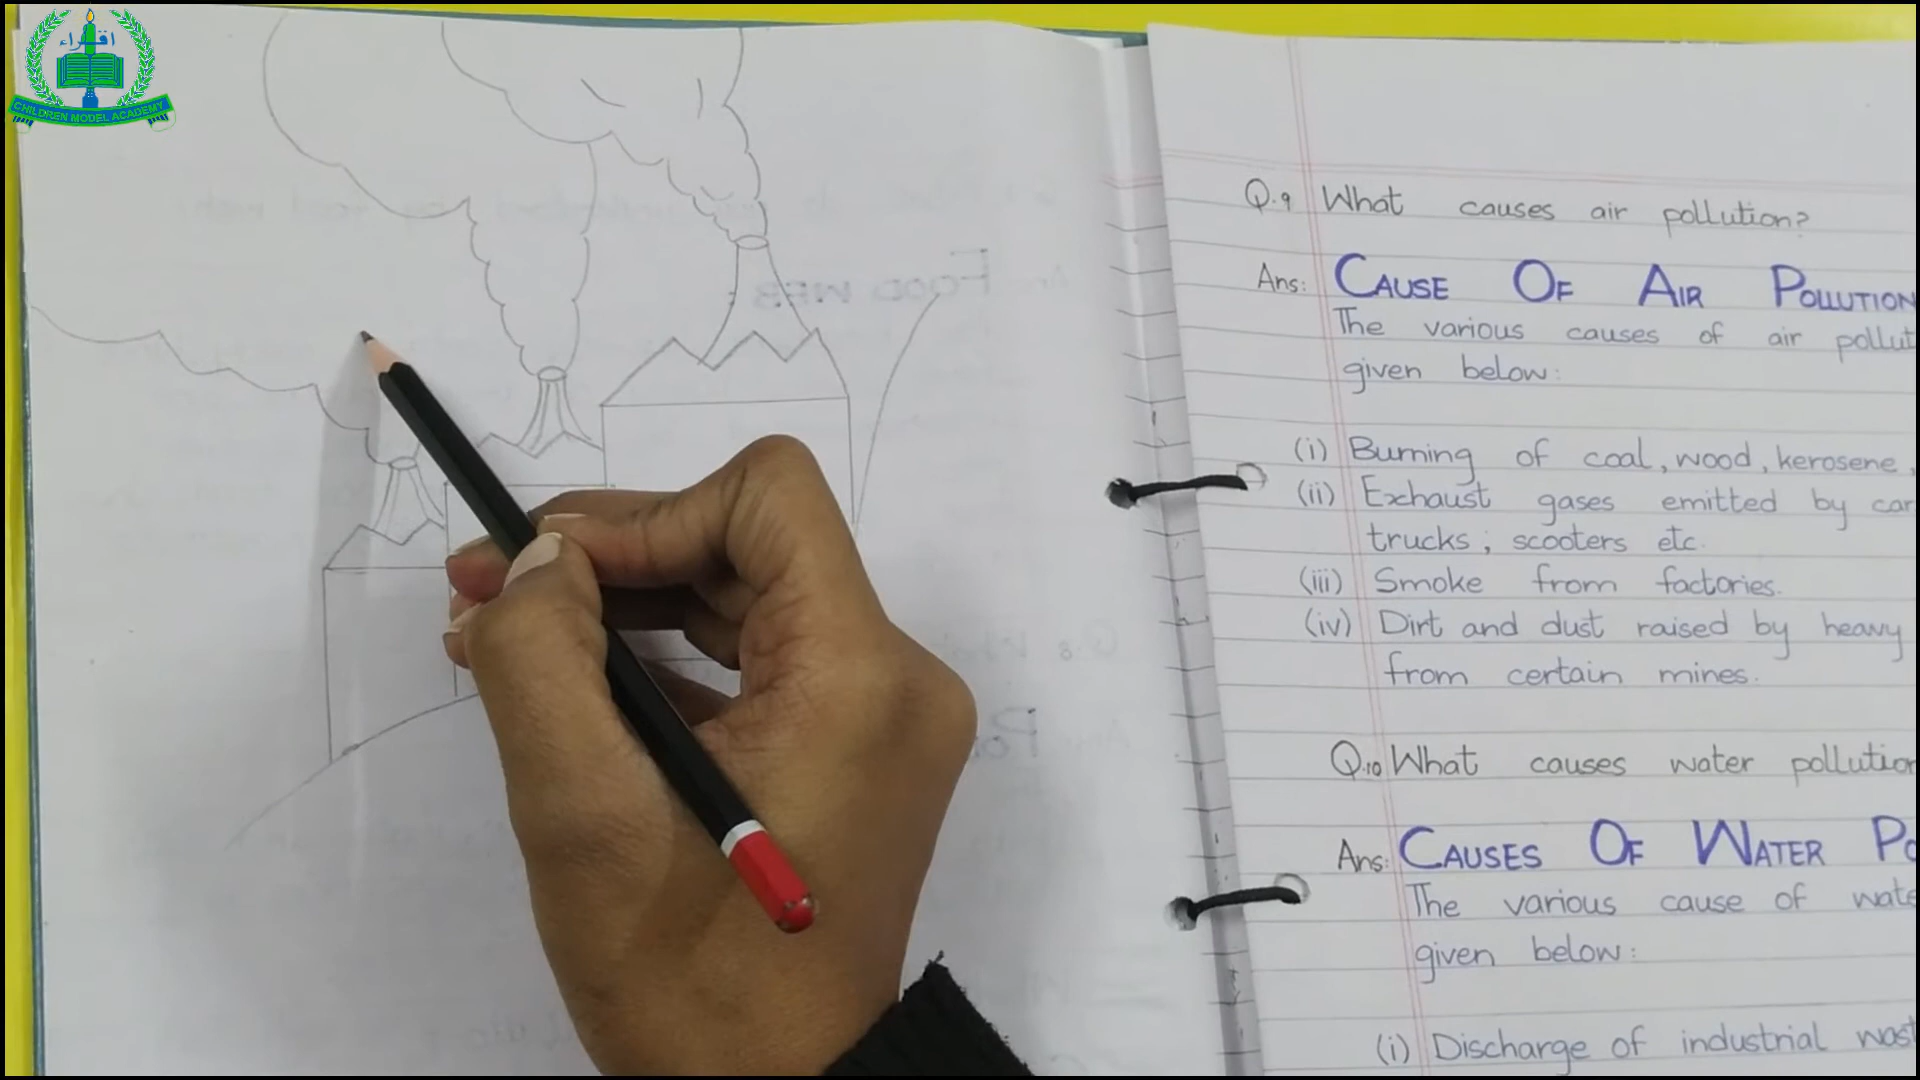 اقراء
CHILDREN MODEL ACADEMY
Q.9 What causes air pollution?
Ans: CAUSE OF AIR POLLUTION
The various causes of air pollut
given below:
(i) Burning of coal, wood, kerosene,
(ii) Exhaust gases emitted by car
trucks; scooters etc.
(iii) Smoke from factories.
(iv) Dirt and dust raised by heavy
from certain mines.
Q.10 What causes water pollution
Ans: CAUSES OF WATER PO
The various cause of wate
given below:
(i) Discharge of industrial wast